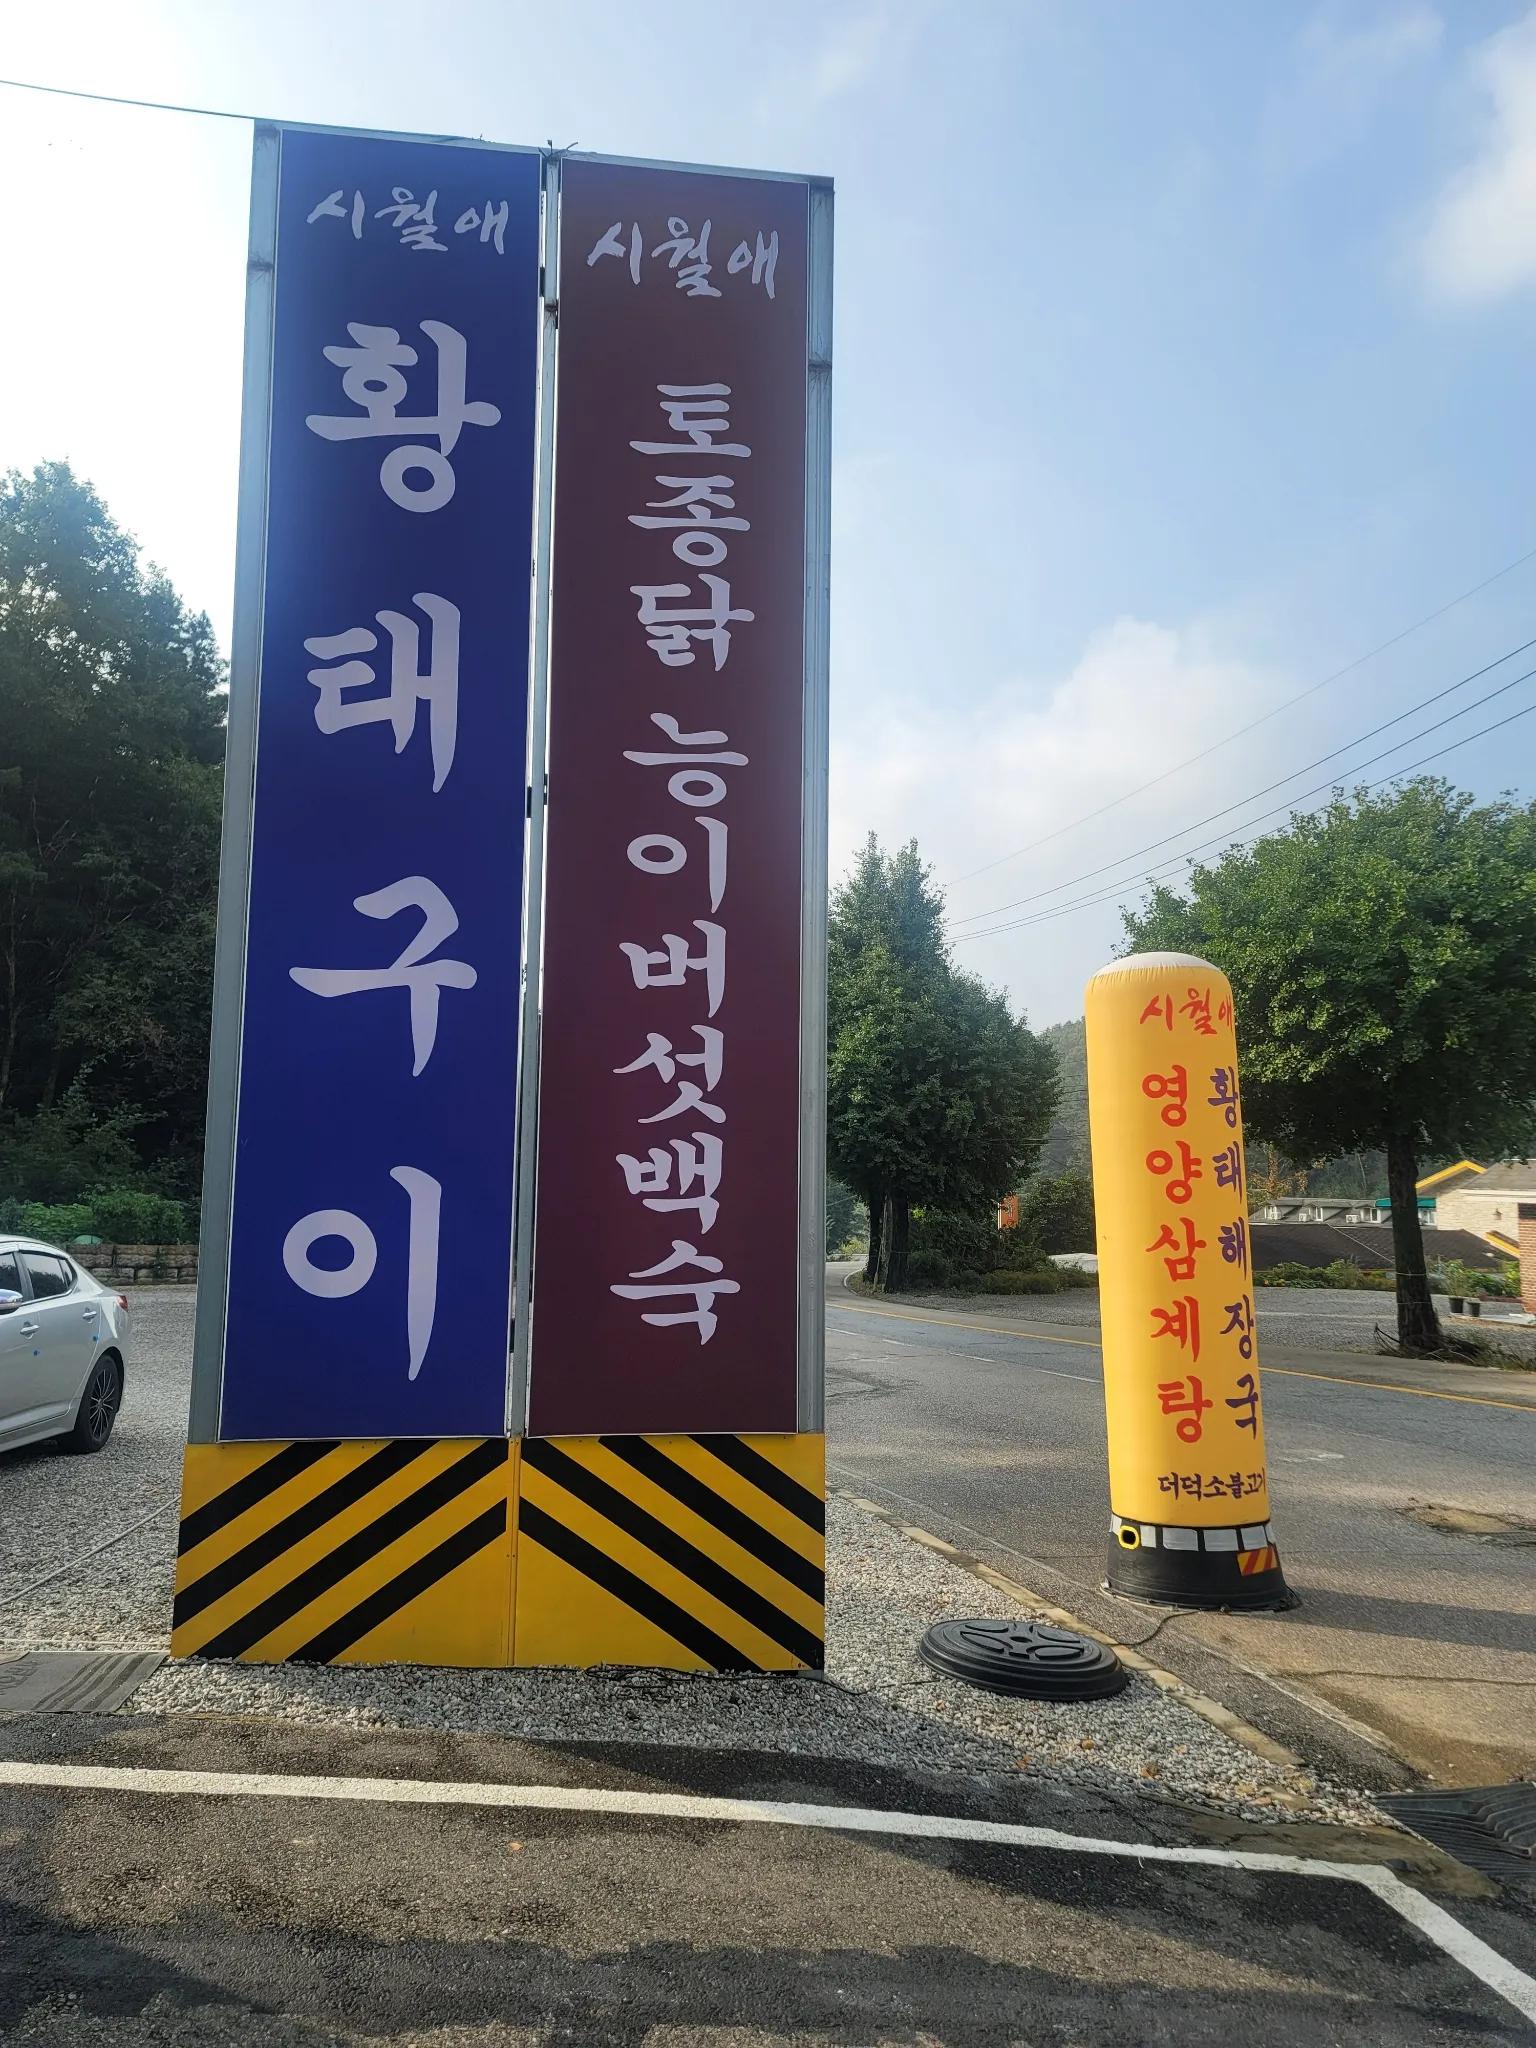 시월애
황태구이
시월애
토종닭 능이버섯백숙
시월애
영양삼계탕
황태해장국
더덕소불고기